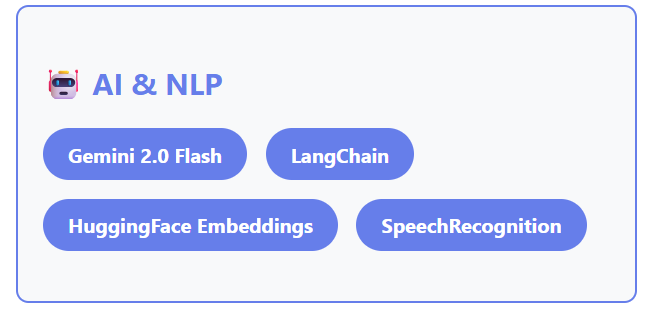 AI & NLP
Gemini 2.0 Flash
LangChain
HuggingFace Embeddings
SpeechRecognition